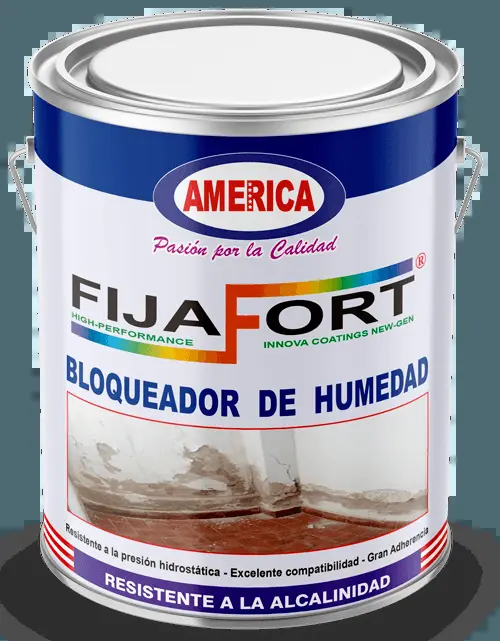 AMERICA
Pasión por la Calidad
FIJAFORT®
HIGH-PERFORMANCE
INNOVA COATINGS NEW-GEN
BLOQUEADOR DE HUMEDAD
Resistente a la presión hidrostática - Excelente compatibilidad - Gran Adherencia
RESISTENTE A LA ALCALINIDAD